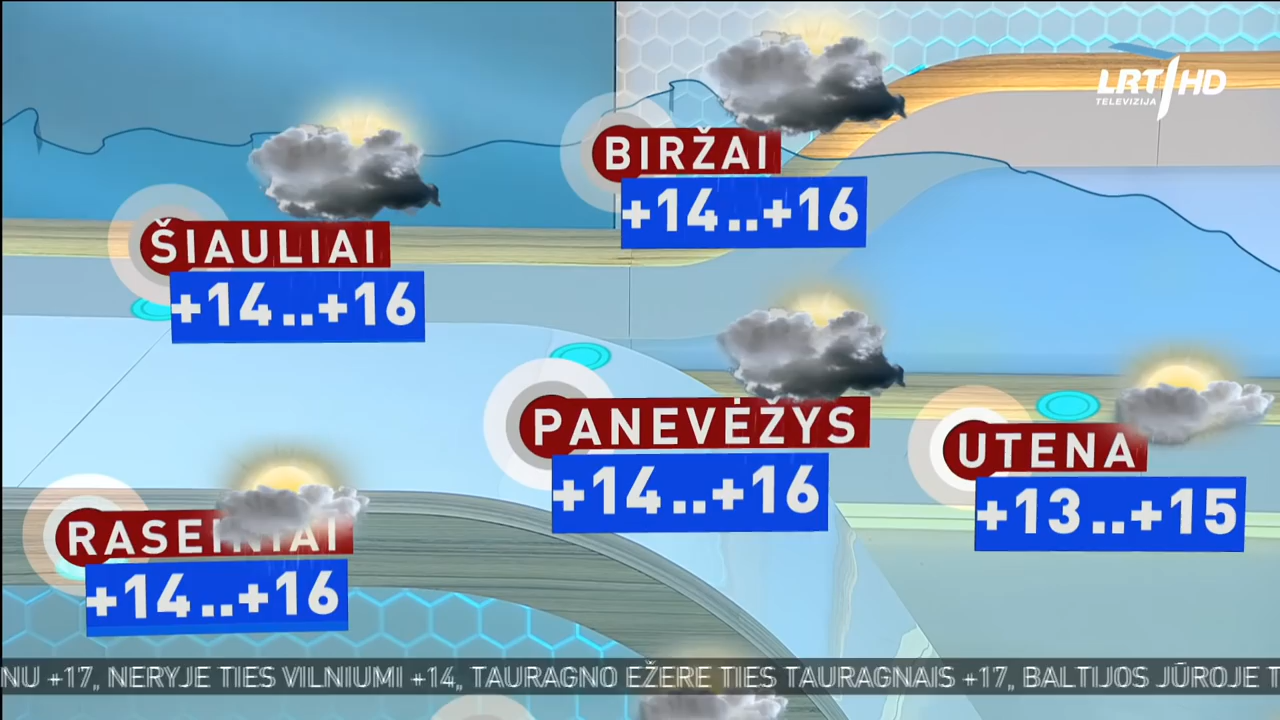 LRT HD
TELEVIZIJA
BIRŽAI
+14..+16
ŠIAULIAI
+14..+16
PANEVĖŽYS
+14..+16
UTENA
+13..+15
RASEINIAI
+14..+16
NU +17, NERYJE TIES VILNIUMI +14, TAURAGNO EŽERE TIES TAURAGNAIS +17, BALTIJOS JŪROJE T